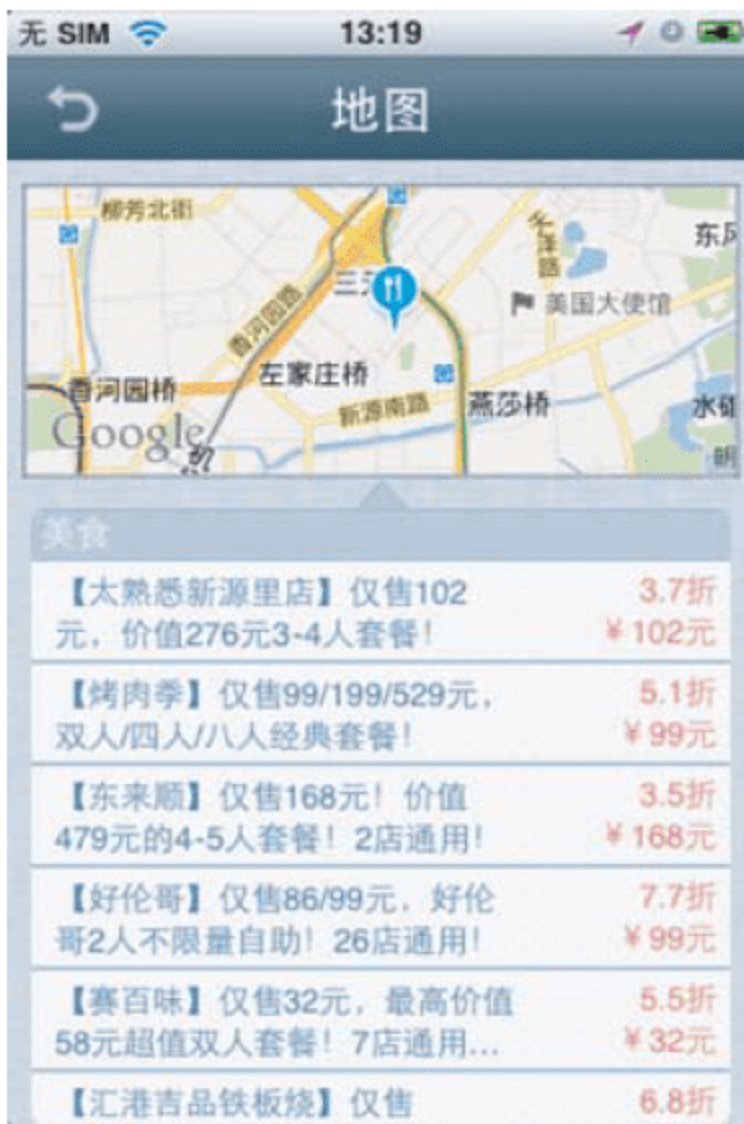 无 SIM
13:19
地图
柳芳北街
东风
天泽路
香河园路
美国大使馆
左家庄桥
香河园桥
新源南路
燕莎桥
Google
美食
【太熟悉新源里店】仅售102
元，价值276元3-4人套餐！
3.7折
￥102元
【烤肉季】仅售99/199/529元，
双人/四人/八人经典套餐！
5.1折
￥99元
【东来顺】仅售168元！价值
479元的4-5人套餐！2店通用！
3.5折
￥168元
【好伦哥】仅售86/99元，好伦
哥2人不限量自助！26店通用！
7.7折
￥99元
【赛百味】仅售32元，最高价值
58元超值双人套餐！7店通用...
5.5折
￥32元
【汇港吉品铁板烧】仅售
6.8折